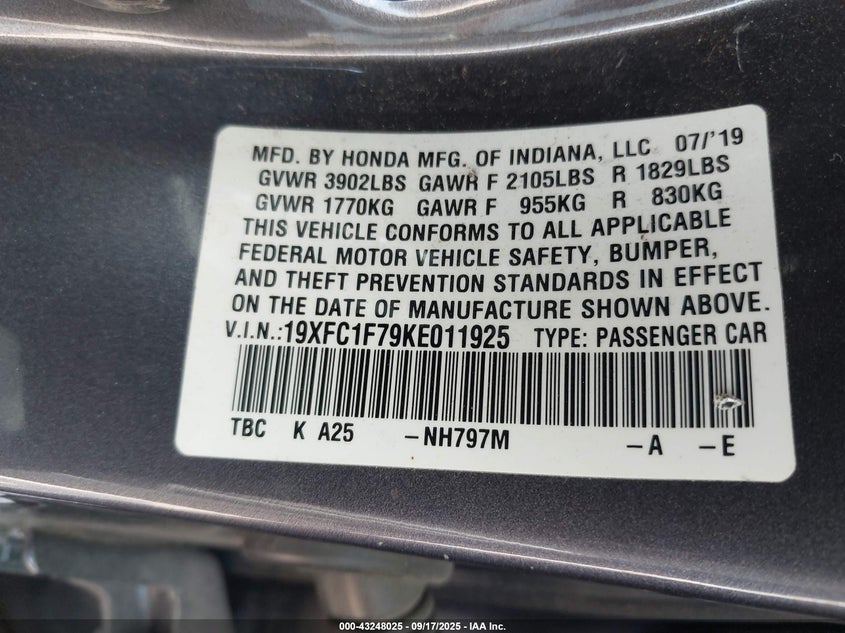 MFD. BY HONDA MFG. OF INDIANA, LLC 07/'19
GVWR 3902LBS GAWR F 2105LBS R 1829LBS
GVWR 1770KG GAWR F 955KG R 830KG
THIS VEHICLE CONFORMS TO ALL APPLICABLE
FEDERAL MOTOR VEHICLE SAFETY, BUMPER,
AND THEFT PREVENTION STANDARDS IN EFFECT
ON THE DATE OF MANUFACTURE SHOWN ABOVE.
V.I.N.:19XFC1F79KE011925 TYPE: PASSENGER CAR
TBC K A25 -NH797M -A -E
000-43248025 - 09/17/2025 - IAA Inc.